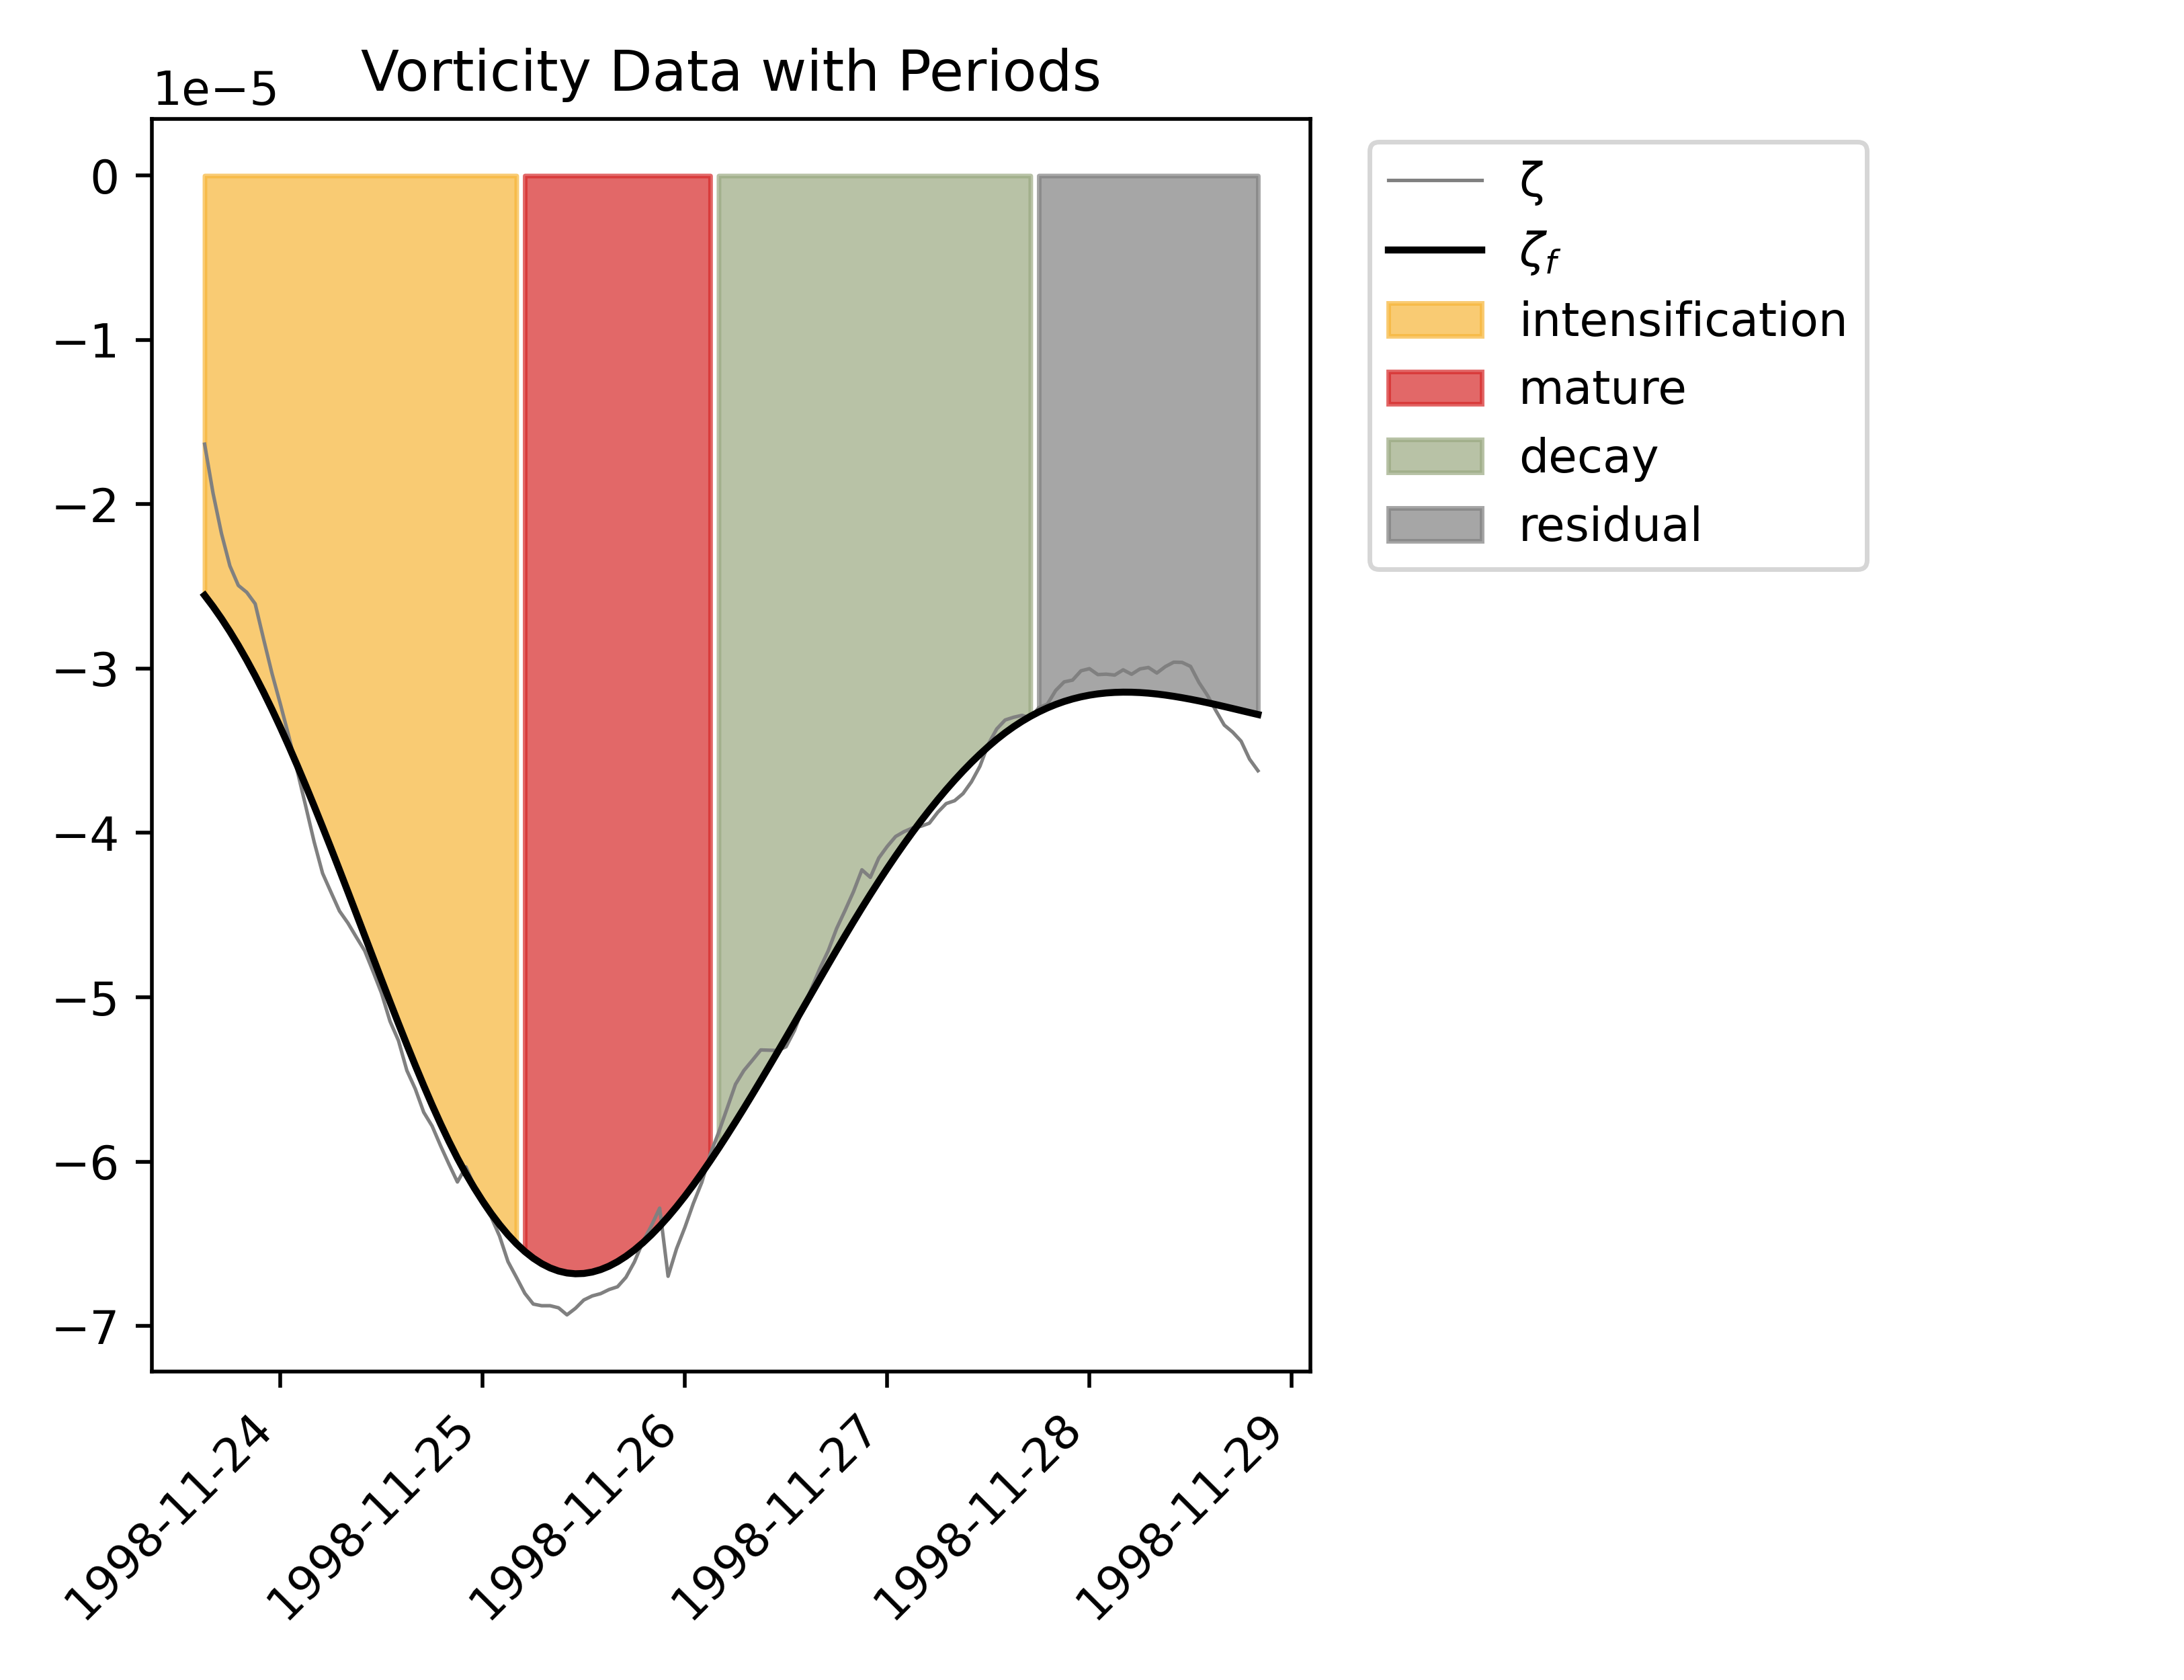 Vorticity Data with Periods
1e−5
0
−1
−2
−3
−4
−5
−6
−7
1998-11-24
1998-11-25
1998-11-26
1998-11-27
1998-11-28
1998-11-29
ζ
ζf
intensification
mature
decay
residual